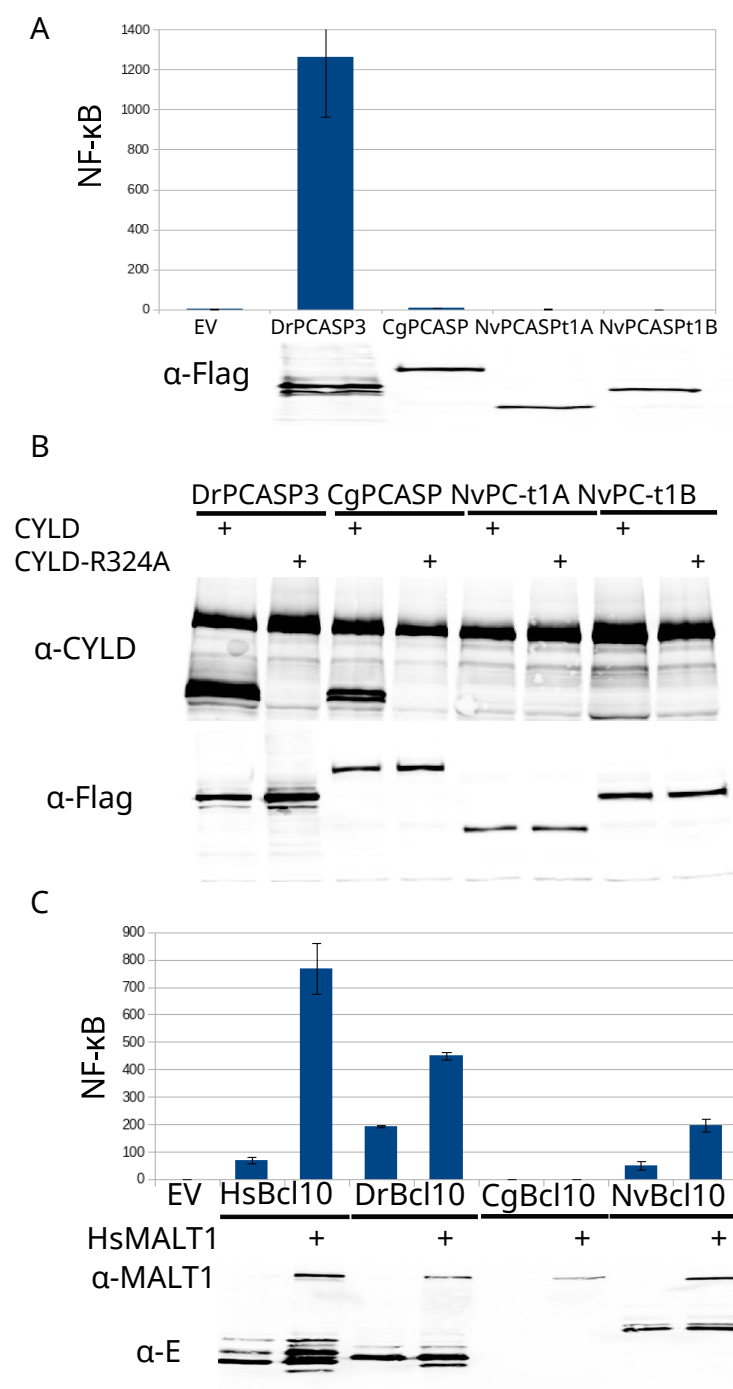 A
1400
1200
1000
800
600
400
200
0
NF-κB
EV DrPCASP3 CgPCASP NvPCASPt1A NvPCASPt1B
α-Flag
B
DrPCASP3 CgPCASP NvPC-t1A NvPC-t1B
CYLD + + + +
CYLD-R324A + + + +
α-CYLD
α-Flag
C
900
800
700
600
500
400
300
200
100
0
NF-κB
EV HsBcl10 DrBcl10 CgBcl10 NvBcl10
HsMALT1 + + + +
α-MALT1
α-E